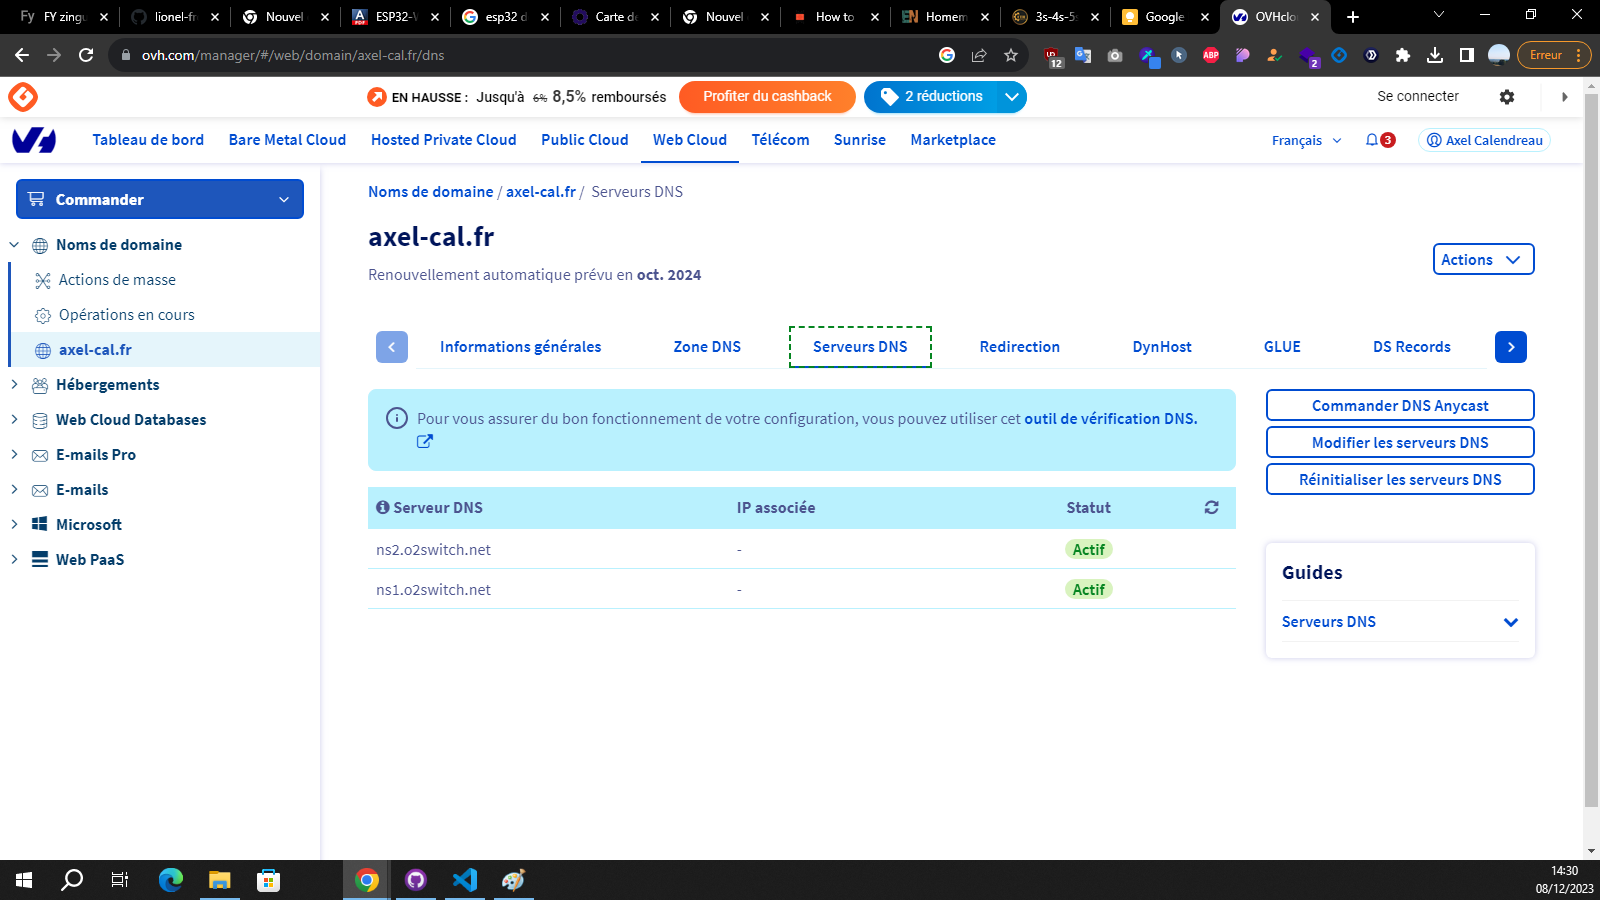 Fy FY zingu
lionel-fr
Nouvel
ESP32-V
esp32 d
Carte de
Nouvel
How to
EN Homem
3s-4s-5s
Google
OVHclou
ovh.com/manager/#/web/domain/axel-cal.fr/dns
12
ABP
2
Erreur
EN HAUSSE : Jusqu'à 6% 8,5% remboursés
Profiter du cashback
2 réductions
Se connecter
Tableau de bord
Bare Metal Cloud
Hosted Private Cloud
Public Cloud
Web Cloud
Télécom
Sunrise
Marketplace
Français
3
Axel Calendreau
Commander
Noms de domaine
Actions de masse
Opérations en cours
axel-cal.fr
Hébergements
Web Cloud Databases
E-mails Pro
E-mails
Microsoft
Web PaaS
Noms de domaine / axel-cal.fr / Serveurs DNS
axel-cal.fr
Renouvellement automatique prévu en oct. 2024
Actions
Informations générales
Zone DNS
Serveurs DNS
Redirection
DynHost
GLUE
DS Records
Pour vous assurer du bon fonctionnement de votre configuration, vous pouvez utiliser cet outil de vérification DNS.
Serveur DNS IP associée Statut
ns2.o2switch.net - Actif
ns1.o2switch.net - Actif
Commander DNS Anycast
Modifier les serveurs DNS
Réinitialiser les serveurs DNS
Guides
Serveurs DNS
14:30
08/12/2023